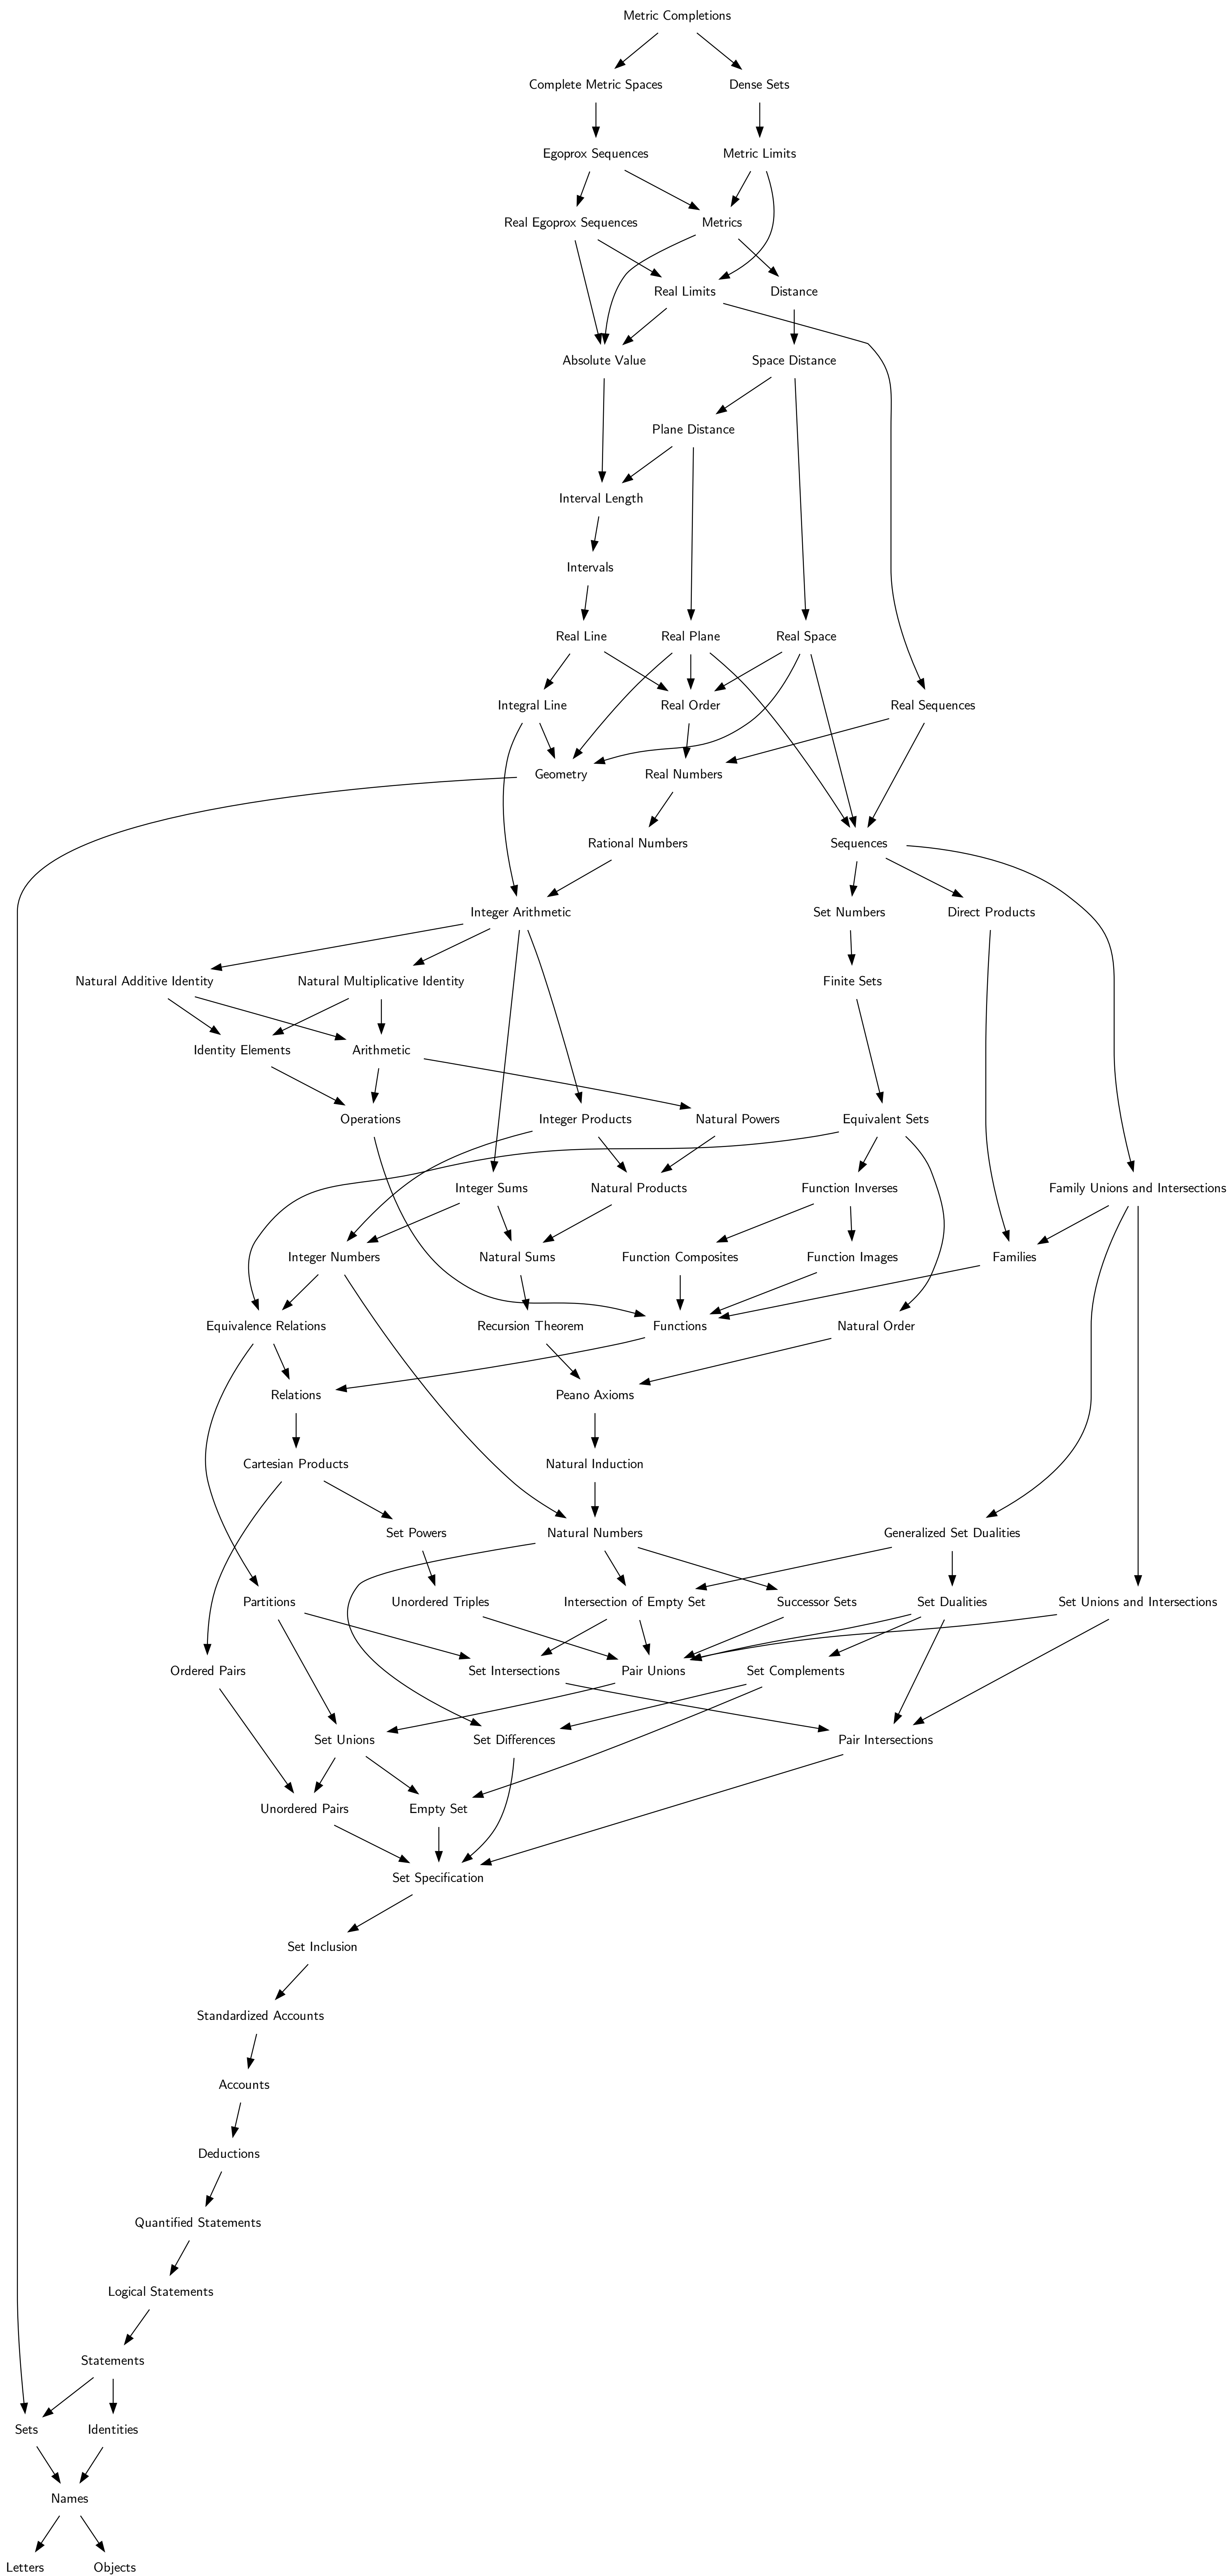 Metric Completions
Complete Metric Spaces
Dense Sets
Egoprox Sequences
Metric Limits
Real Egoprox Sequences
Metrics
Real Limits
Distance
Absolute Value
Space Distance
Plane Distance
Interval Length
Intervals
Real Line
Real Plane
Real Space
Integral Line
Real Order
Real Sequences
Geometry
Real Numbers
Rational Numbers
Sequences
Integer Arithmetic
Set Numbers
Direct Products
Natural Additive Identity
Natural Multiplicative Identity
Finite Sets
Identity Elements
Arithmetic
Operations
Integer Products
Natural Powers
Equivalent Sets
Integer Sums
Natural Products
Function Inverses
Family Unions and Intersections
Integer Numbers
Natural Sums
Function Composites
Function Images
Families
Equivalence Relations
Recursion Theorem
Functions
Natural Order
Relations
Peano Axioms
Cartesian Products
Natural Induction
Set Powers
Natural Numbers
Generalized Set Dualities
Partitions
Unordered Triples
Intersection of Empty Set
Successor Sets
Set Dualities
Set Unions and Intersections
Ordered Pairs
Set Intersections
Pair Unions
Set Complements
Set Unions
Set Differences
Pair Intersections
Unordered Pairs
Empty Set
Set Specification
Set Inclusion
Standardized Accounts
Accounts
Deductions
Quantified Statements
Logical Statements
Statements
Sets
Identities
Names
Letters
Objects